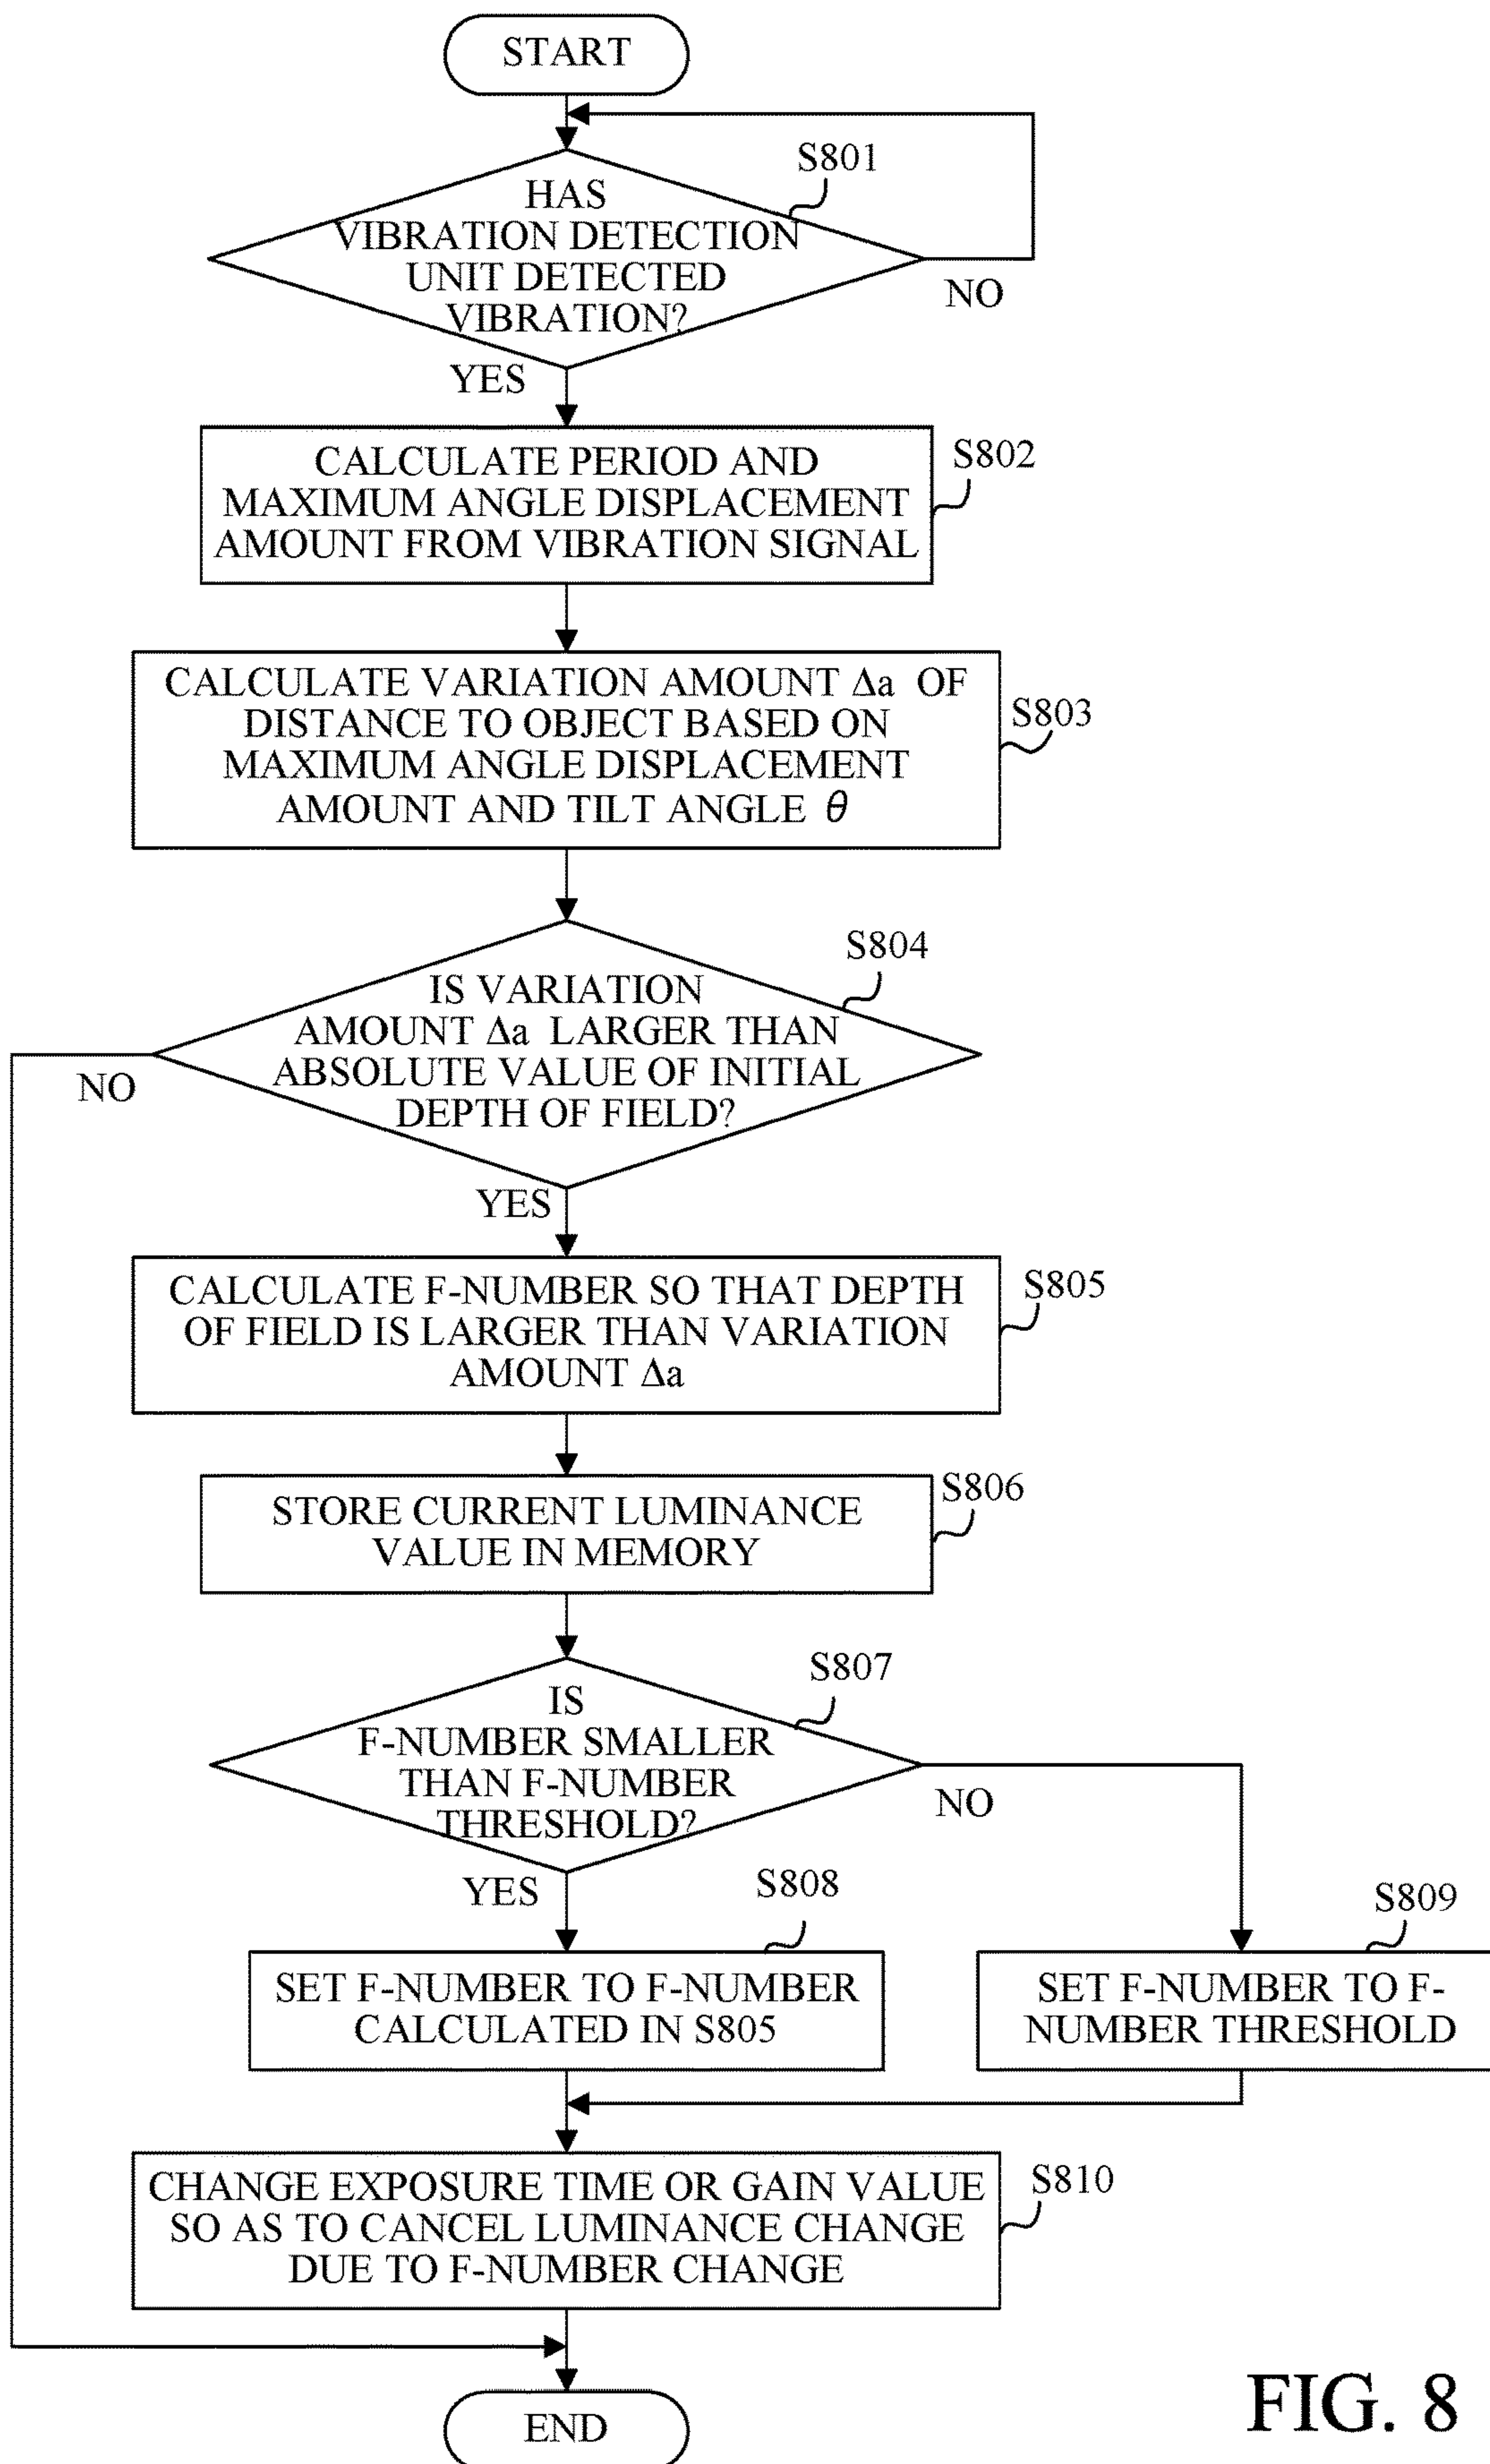 START
S801
HAS
VIBRATION DETECTION
UNIT DETECTED
VIBRATION?
NO
YES
S802
CALCULATE PERIOD AND
MAXIMUM ANGLE DISPLACEMENT
AMOUNT FROM VIBRATION SIGNAL
S803
CALCULATE VARIATION AMOUNT Δa OF
DISTANCE TO OBJECT BASED ON
MAXIMUM ANGLE DISPLACEMENT
AMOUNT AND TILT ANGLE θ
S804
IS VARIATION
AMOUNT Δa LARGER THAN
ABSOLUTE VALUE OF INITIAL
DEPTH OF FIELD?
NO
YES
S805
CALCULATE F-NUMBER SO THAT DEPTH
OF FIELD IS LARGER THAN VARIATION
AMOUNT Δa
S806
STORE CURRENT LUMINANCE
VALUE IN MEMORY
S807
IS
F-NUMBER SMALLER
THAN F-NUMBER
THRESHOLD?
NO
YES
S808
SET F-NUMBER TO F-NUMBER
CALCULATED IN S805
S809
SET F-NUMBER TO F-
NUMBER THRESHOLD
S810
CHANGE EXPOSURE TIME OR GAIN VALUE
SO AS TO CANCEL LUMINANCE CHANGE
DUE TO F-NUMBER CHANGE
END
FIG. 8